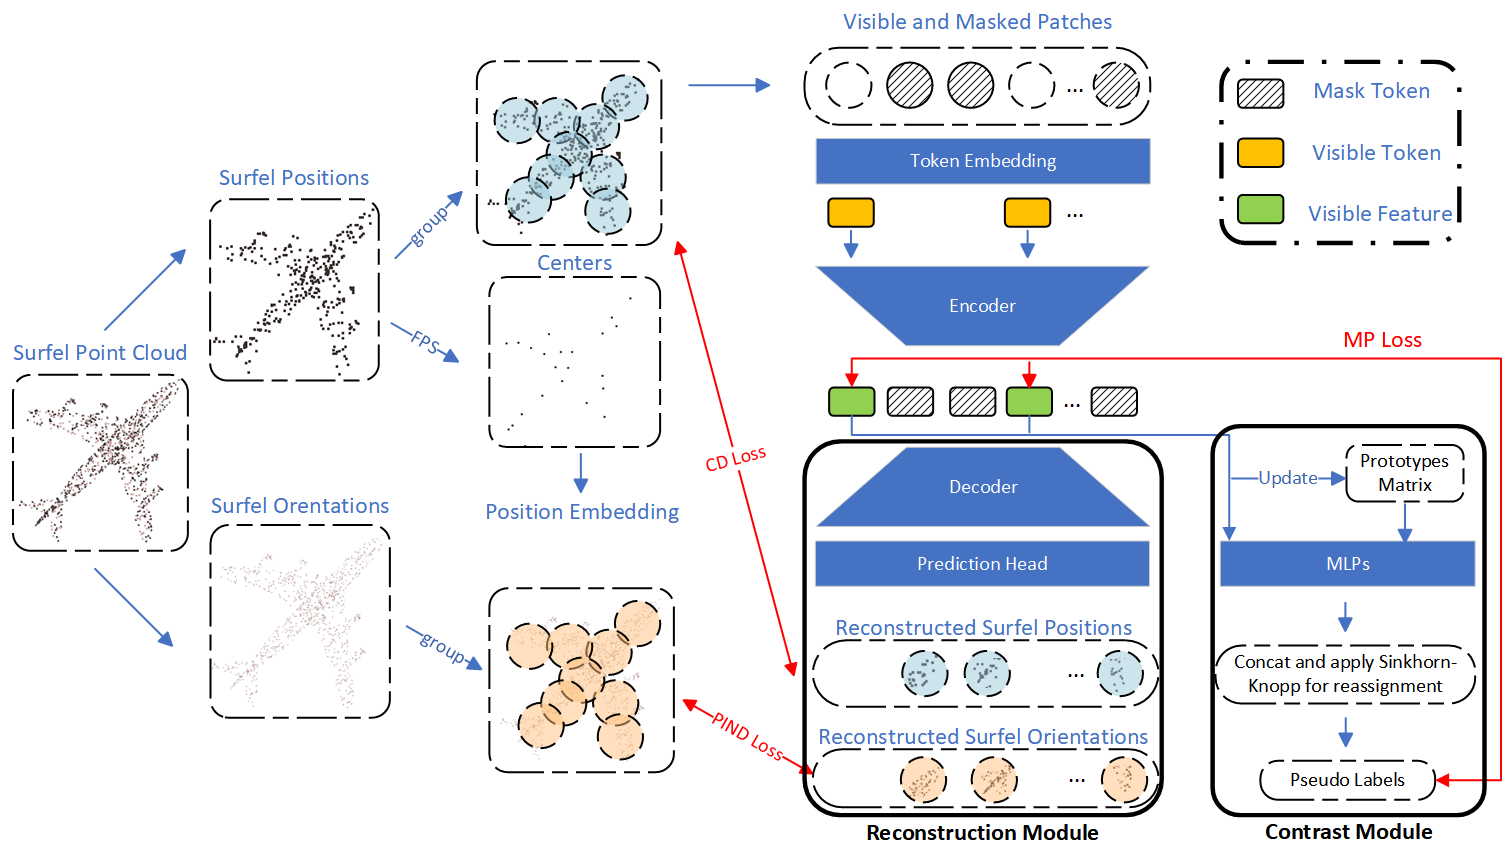 Visible and Masked Patches
...
Mask Token
Visible Token
Visible Feature
Token Embedding
...
Encoder
Surfel Point Cloud
Surfel Positions
group
FPS
Centers
Position Embedding
Surfel Orentations
group
CD Loss
PIND Loss
MP Loss
...
Decoder
Prediction Head
Reconstructed Surfel Positions
...
Reconstructed Surfel Orientations
...
Reconstruction Module
Update
Prototypes
Matrix
MLPs
Concat and apply Sinkhorn-
Knopp for reassignment
Pseudo Labels
Contrast Module